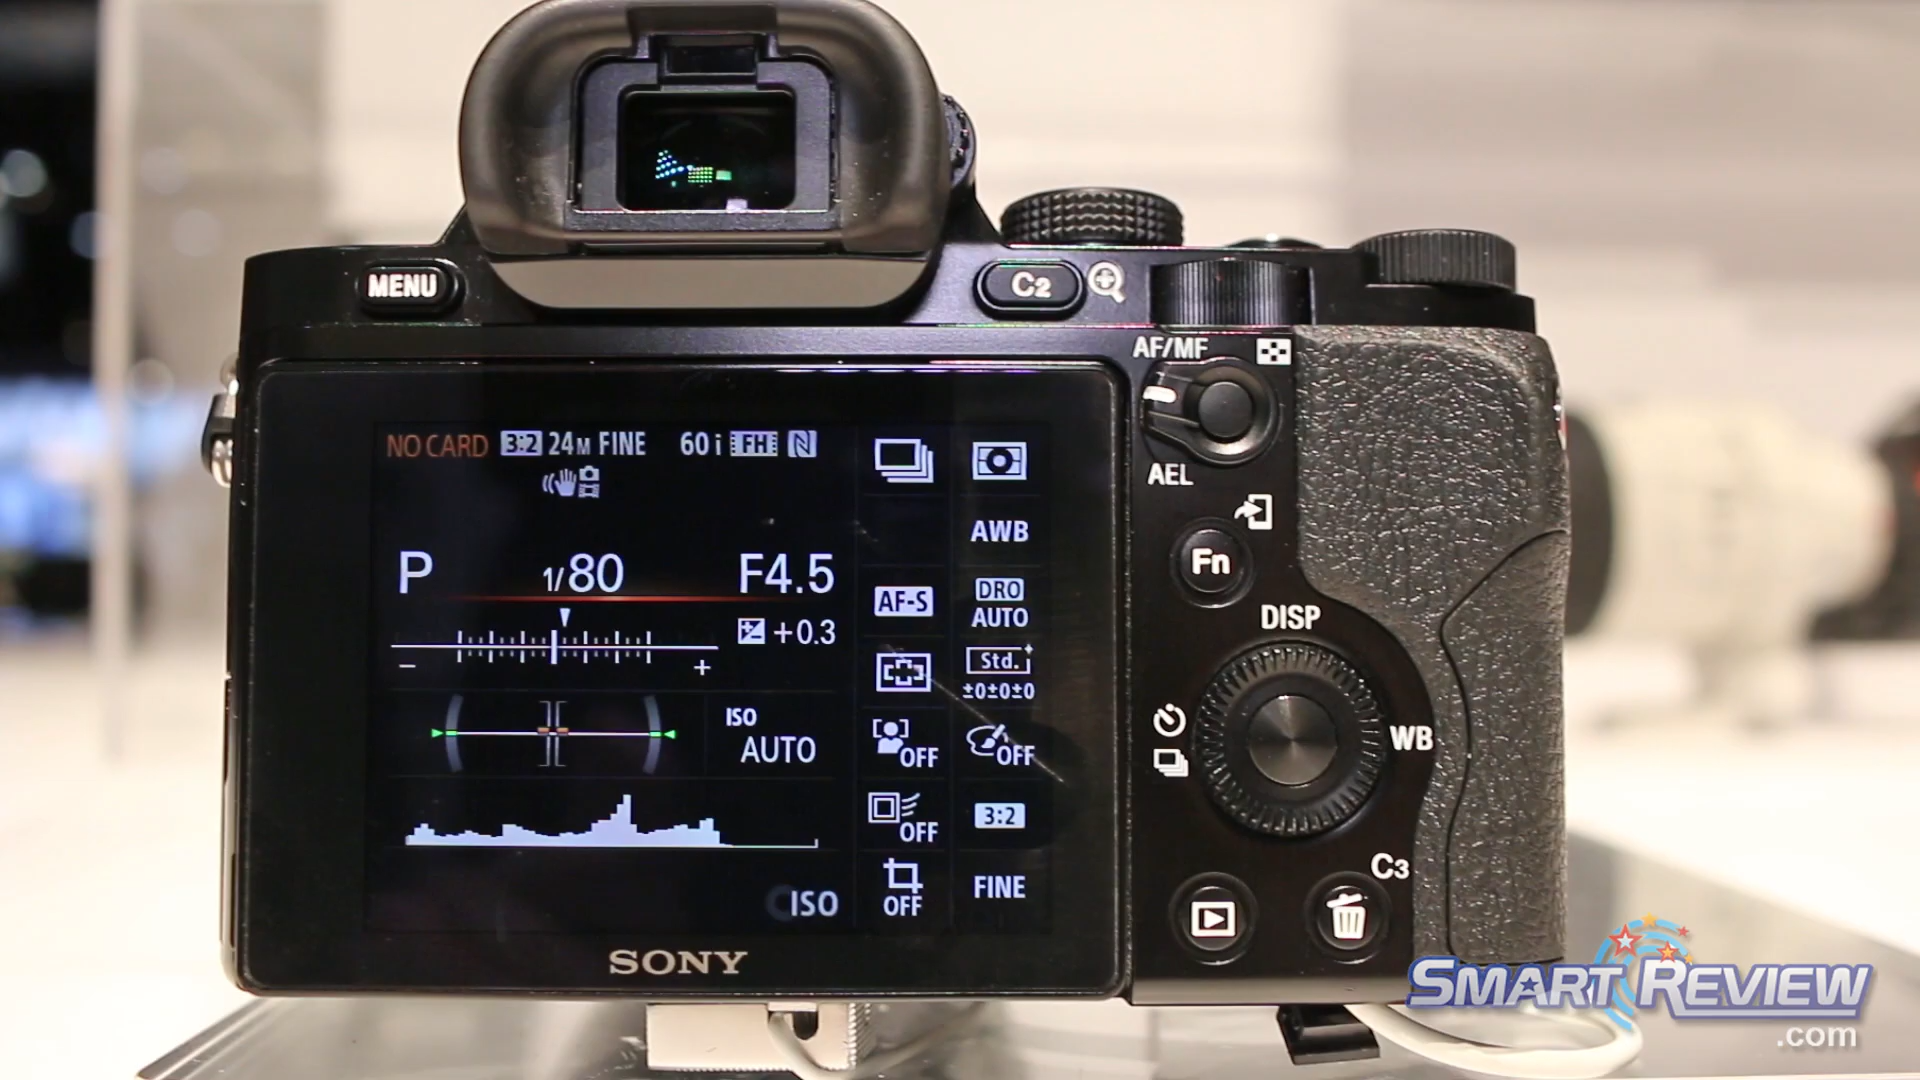 MENU
C2
AF/MF
AEL
Fn
DISP
WB
C3
NO CARD 3:2 24M FINE 60i FH N
P 1/80 F4.5
+0.3
− +
ISO
AUTO
ISO
AF-S
OFF
OFF
OFF
AWB
DRO
AUTO
Std.
±0±0±0
OFF
3:2
FINE
SONY
SMART REVIEW
.com